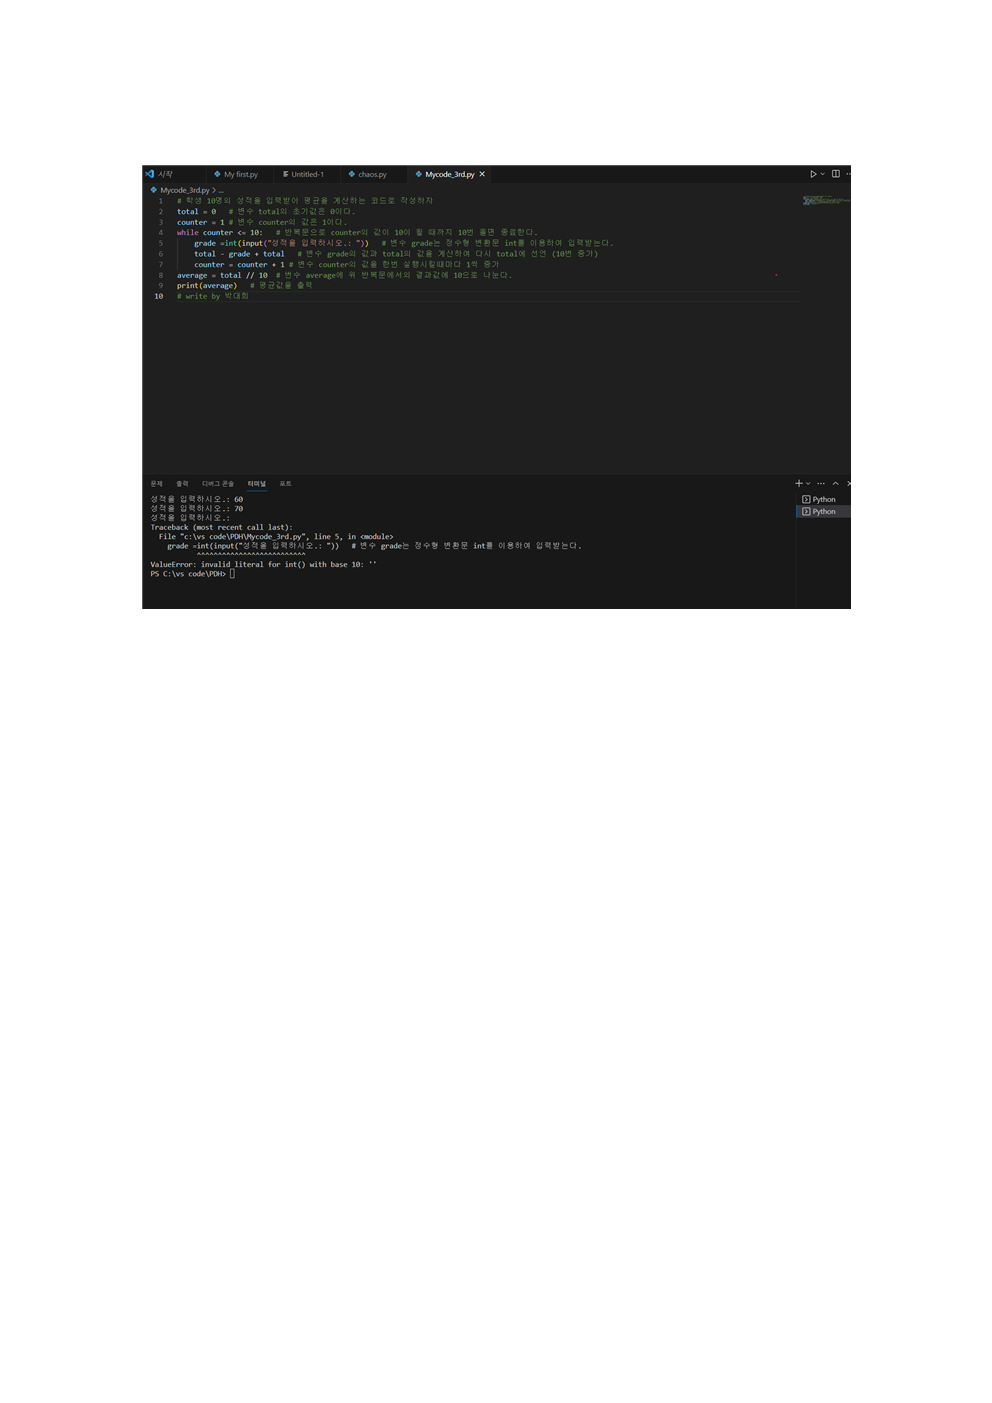 시작 My first.py Untitled-1 chaos.py Mycode_3rd.py
Mycode_3rd.py > ...
1 # 학생 10명의 성적을 입력받아 평균을 계산하는 코드로 작성하자
2 total = 0 # 변수 total의 초기값은 0이다.
3 counter = 1 # 변수 counter의 값은 1이다.
4 while counter <= 10: # 반복문으로 counter의 값이 10이 될 때까지 10번 돌면 종료한다.
5 grade =int(input("성적을 입력하시오.: ")) # 변수 grade는 정수형 변환문 int를 이용하여 입력받는다.
6 total - grade + total # 변수 grade의 값과 total의 값을 계산하여 다시 total에 선언 (10번 증가)
7 counter = counter + 1 # 변수 counter의 값을 한번 실행시킬때마다 1씩 증가
8 average = total // 10 # 변수 average에 위 반복문에서의 결과값에 10으로 나눈다.
9 print(average) # 평균값을 출력
10 # write by 박대희
문제 출력 디버그 콘솔 터미널 포트
성적을 입력하시오.: 60
성적을 입력하시오.: 70
성적을 입력하시오.:
Traceback (most recent call last):
File "c:\vs code\PDH\Mycode_3rd.py", line 5, in <module>
grade =int(input("성적을 입력하시오.: ")) # 변수 grade는 정수형 변환문 int를 이용하여 입력받는다.
^^^^^^^^^^^^^^^^^^^^^^^^^^
ValueError: invalid literal for int() with base 10: ''
PS C:\vs code\PDH>
Python
Python